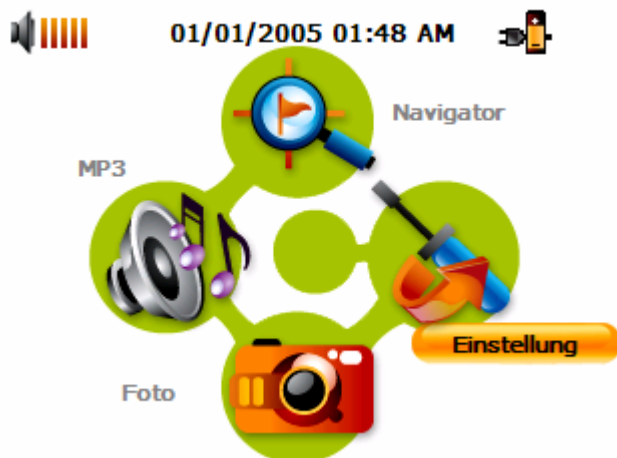 01/01/2005 01:48 AM
Navigator
MP3
Einstellung
Foto